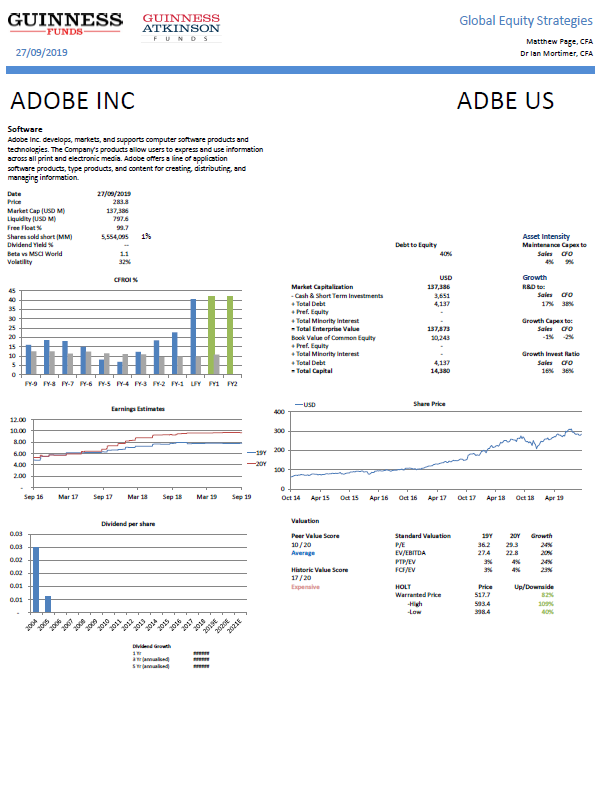 GUINNESS
FUNDS
GUINNESS
ATKINSON
FUNDS
Global Equity Strategies
Matthew Page, CFA
Dr Ian Mortimer, CFA
27/09/2019
ADOBE INC
ADBE US
Software
Adobe Inc. develops, markets, and supports computer software products and
technologies. The Company's products allow users to express and use information
across all print and electronic media. Adobe offers a line of application
software products, type products, and content for creating, distributing, and
managing information.
Date 27/09/2019
Price 283.8
Market Cap (USD M) 137,386
Liquidity (USD M) 797.6
Free Float % 99.7
Shares sold short (MM) 5,554,095 1%
Dividend Yield % --
Beta vs MSCI World 1.1
Volatility 32%
Debt to Equity
40%
Asset Intensity
Maintenance Capex to
Sales CFO
4% 9%
USD
Market Capitalization 137,386
- Cash & Short Term Investments 3,651
+ Total Debt 4,137
+ Pref. Equity -
+ Total Minority Interest -
= Total Enterprise Value 137,873
Book Value of Common Equity 10,243
+ Pref. Equity -
+ Total Minority Interest -
+ Total Debt 4,137
= Total Capital 14,380
Growth
R&D to:
Sales CFO
17% 38%
Growth Capex to:
Sales CFO
-1% -2%
Growth Invest Ratio
16% 36%
CFROI %
45
40
35
30
25
20
15
10
5
0
FY-9 FY-8 FY-7 FY-6 FY-5 FY-4 FY-3 FY-2 FY-1 LFY FY1 FY2
Earnings Estimates
12.00
10.00
8.00
6.00
4.00
2.00
-
Sep 16 Mar 17 Sep 17 Mar 18 Sep 18 Mar 19 Sep 19
19Y
20Y
Share Price
USD
400
300
200
100
0
Oct 14 Apr 15 Oct 15 Apr 16 Oct 16 Apr 17 Oct 17 Apr 18 Oct 18 Apr 19
Dividend per share
0.03
0.03
0.02
0.02
0.01
0.01
-
2004 2005 2006 2007 2008 2009 2010 2011 2012 2013 2014 2015 2016 2017 2018 2019E 2020E 2021E
Dividend Growth
1 Yr ######
3 Yr (annualised) ######
5 Yr (annualised) ######
Valuation
Peer Value Score
10 / 20
Average
Historic Value Score
17 / 20
Expensive
Standard Valuation 19Y 20Y Growth
P/E 36.2 29.3 24%
EV/EBITDA 27.4 22.8 20%
PTP/EV 3% 4% 24%
FCF/EV 3% 4% 23%
HOLT Price Up/Downside
Warranted Price 517.7 82%
-High 593.4 109%
-Low 398.4 40%